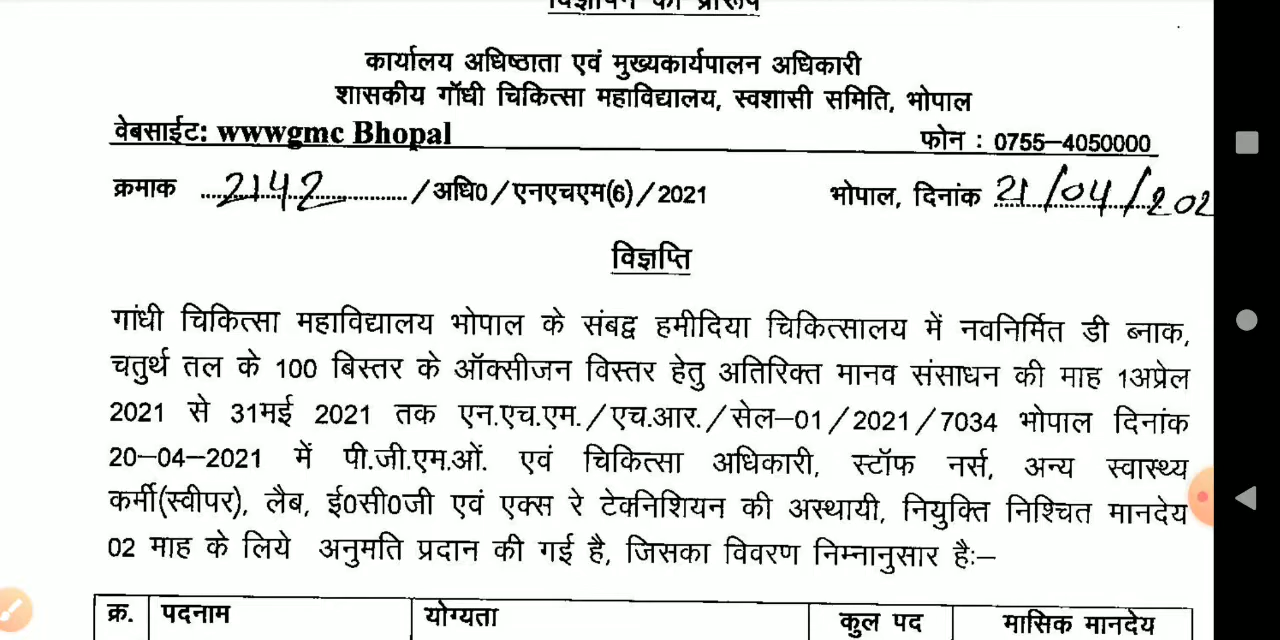 विज्ञापन का प्रारूप
कार्यालय अधिष्ठाता एवं मुख्यकार्यपालन अधिकारी
शासकीय गॉधी चिकित्सा महाविद्यालय, स्वशासी समिति, भोपाल
वेबसाईट: wwwgmc Bhopal फोन : 0755–4050000
क्रमाक ....2142............/अधि0/एनएचएम(6)/2021 भोपाल, दिनांक 21/04/202
विज्ञप्ति
गांधी चिकित्सा महाविद्यालय भोपाल के संबद्व हमीदिया चिकित्सालय में नवनिर्मित डी ब्नाक,
चतुर्थ तल के 100 बिस्तर के ऑक्सीजन विस्तर हेतु अतिरिक्त मानव संसाधन की माह 1अप्रेल
2021 से 31मई 2021 तक एन.एच.एम./एच.आर./सेल–01/2021/7034 भोपाल दिनांक
20–04–2021 में पी.जी.एम.ओं. एवं चिकित्सा अधिकारी, स्टॉफ नर्स, अन्य स्वास्थ्य
कर्मी(स्वीपर), लैब, ई0सी0जी एवं एक्स रे टेक्निशियन की अस्थायी, नियुक्ति निश्चित मानदेय
02 माह के लिये अनुमति प्रदान की गई है, जिसका विवरण निम्नानुसार है:–
क्र. पदनाम योग्यता कुल पद मासिक मानदेय